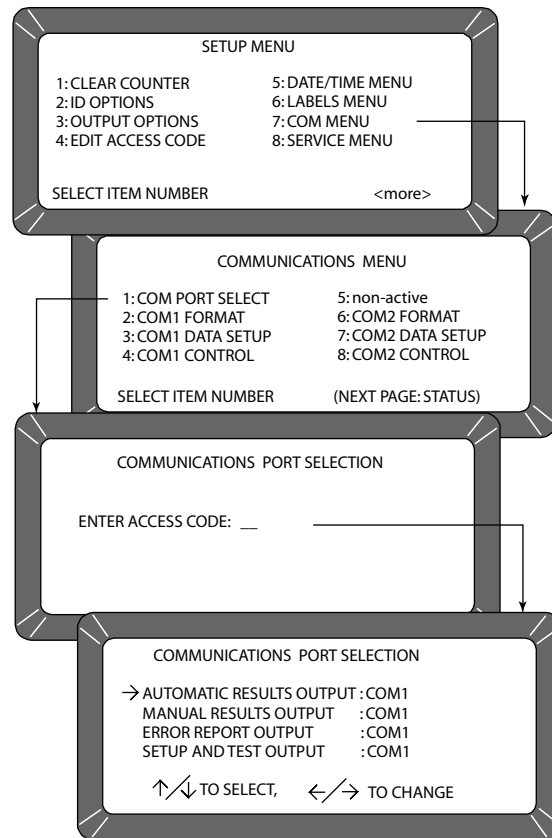 SETUP MENU
1:CLEAR COUNTER 5:DATE/TIME MENU
2:ID OPTIONS 6:LABELS MENU
3:OUTPUT OPTIONS 7:COM MENU
4:EDIT ACCESS CODE 8:SERVICE MENU
SELECT ITEM NUMBER <more>
COMMUNICATIONS MENU
1:COM PORT SELECT 5:non-active
2:COM1 FORMAT 6:COM2 FORMAT
3:COM1 DATA SETUP 7:COM2 DATA SETUP
4:COM1 CONTROL 8:COM2 CONTROL
SELECT ITEM NUMBER (NEXT PAGE:STATUS)
COMMUNICATIONS PORT SELECTION
ENTER ACCESS CODE: __
COMMUNICATIONS PORT SELECTION
→AUTOMATIC RESULTS OUTPUT :COM1
MANUAL RESULTS OUTPUT :COM1
ERROR REPORT OUTPUT :COM1
SETUP AND TEST OUTPUT :COM1
↑/↓ TO SELECT, ←/→ TO CHANGE